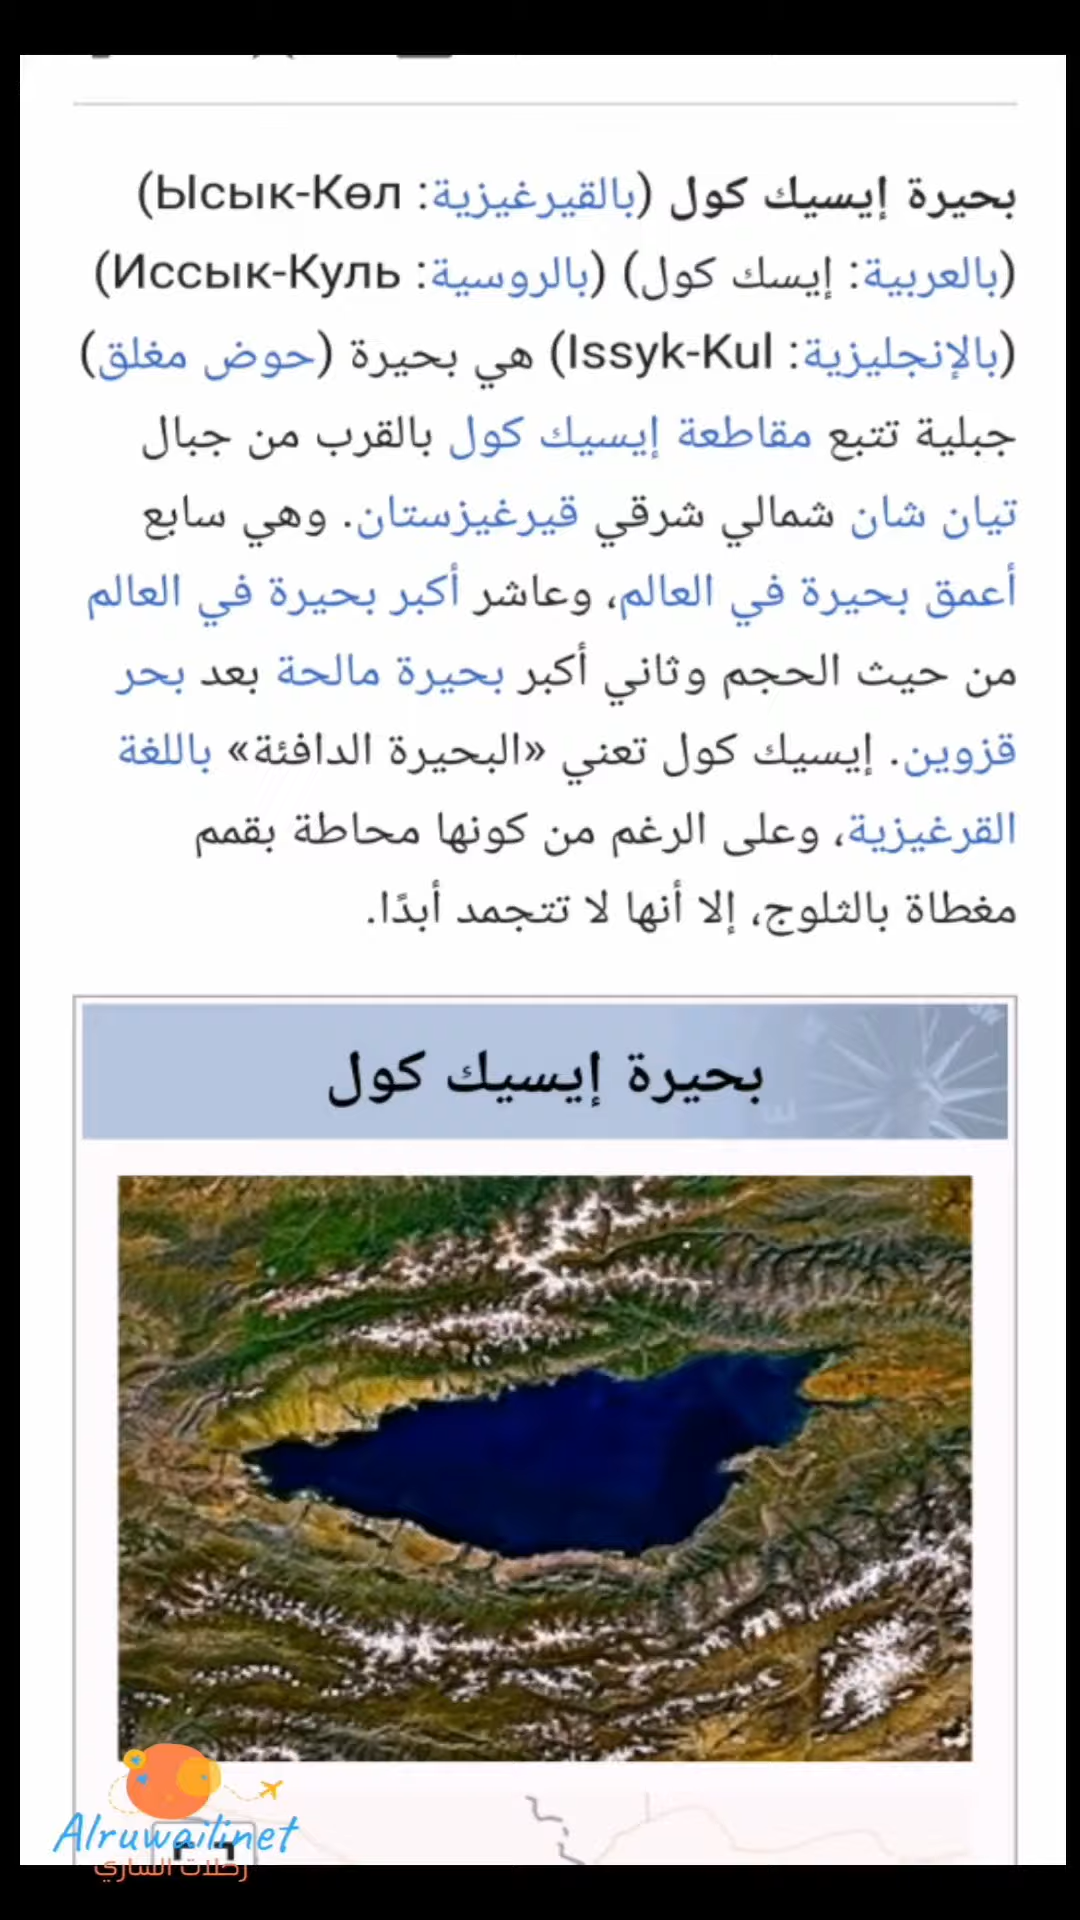 بحيرة إيسيك كول (بالقيرغيزية: Ысык-Көл)
(بالعربية: إيسك كول) (بالروسية: Иссык-Куль)
(بالإنجليزية: Issyk-Kul) هي بحيرة (حوض مغلق)
جبلية تتبع مقاطعة إيسيك كول بالقرب من جبال
تيان شان شمالي شرقي قيرغيزستان. وهي سابع
أعمق بحيرة في العالم، وعاشر أكبر بحيرة في العالم
من حيث الحجم وثاني أكبر بحيرة مالحة بعد بحر
قزوين. إيسيك كول تعني «البحيرة الدافئة» باللغة
القرغيزية، وعلى الرغم من كونها محاطة بقمم
مغطاة بالثلوج، إلا أنها لا تتجمد أبدًا.
بحيرة إيسيك كول
SW
E
Alruwailinet
رحلات الساري